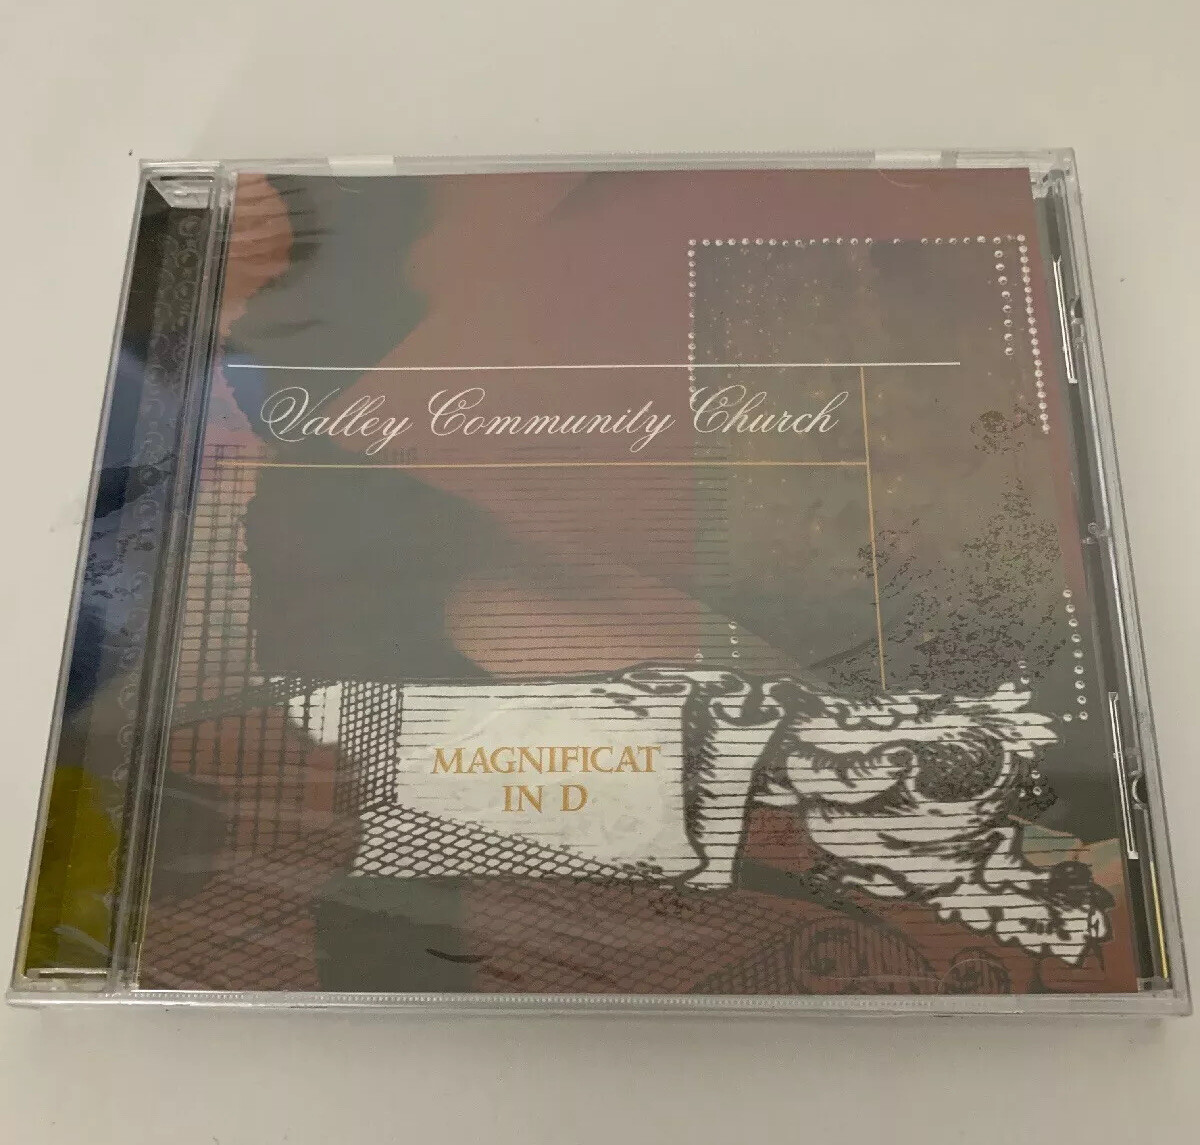 Valley Community Church
MAGNIFICAT
IN D